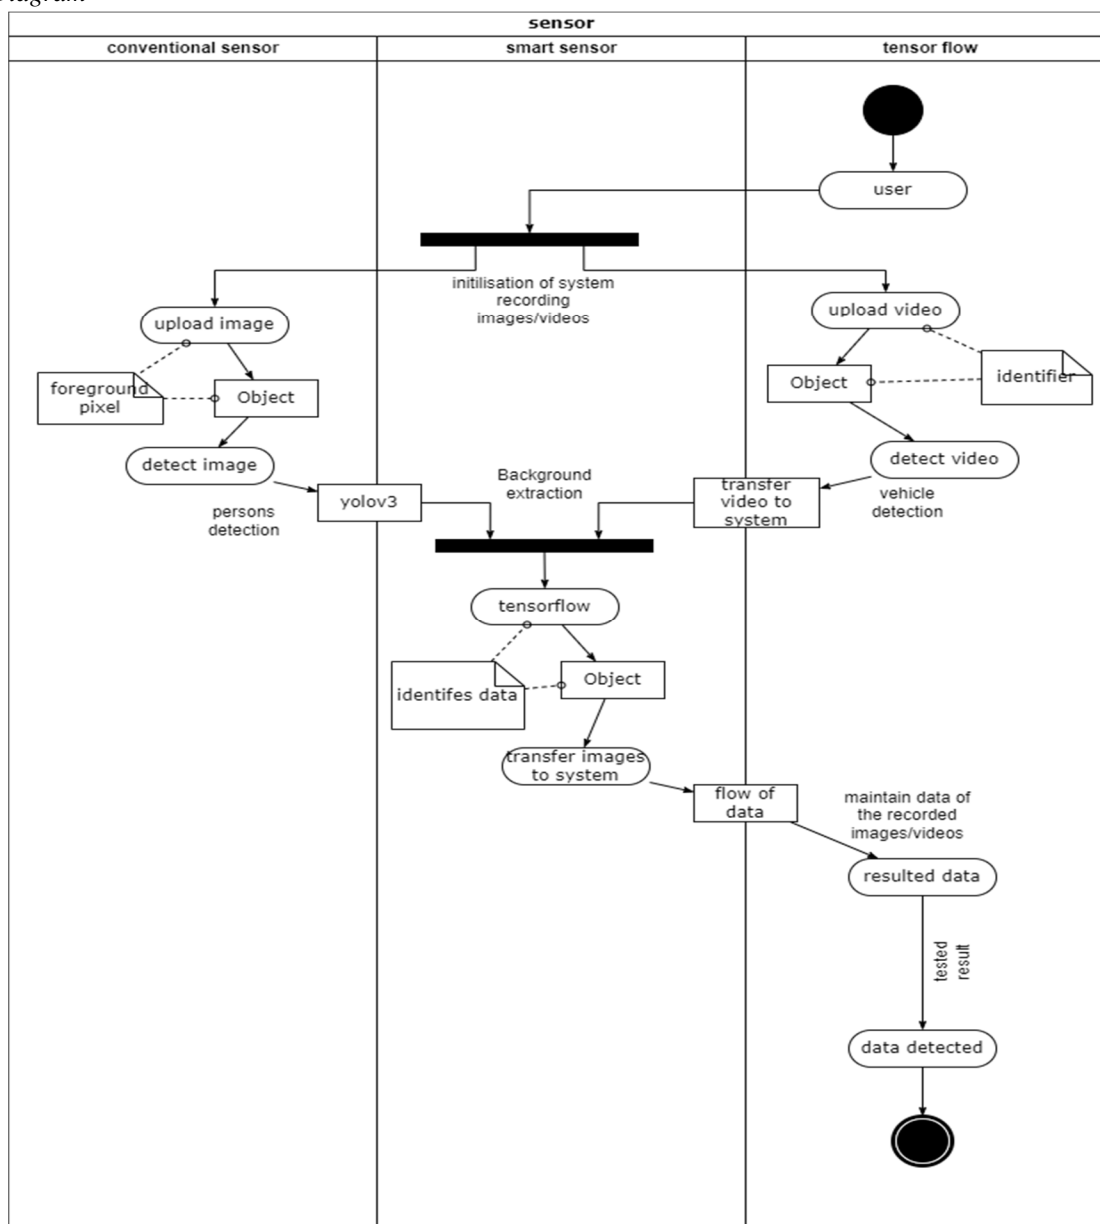 sensor
conventional sensor
smart sensor
tensor flow
user
initilisation of system
recording
images/videos
upload image
upload video
foreground
pixel
Object
Object
identifier
detect image
detect video
persons
detection
yolov3
Background
extraction
transfer
video to
system
vehicle
detection
tensorflow
identifes data
Object
transfer images
to system
flow of
data
maintain data of
the recorded
images/videos
resulted data
tested
result
data detected